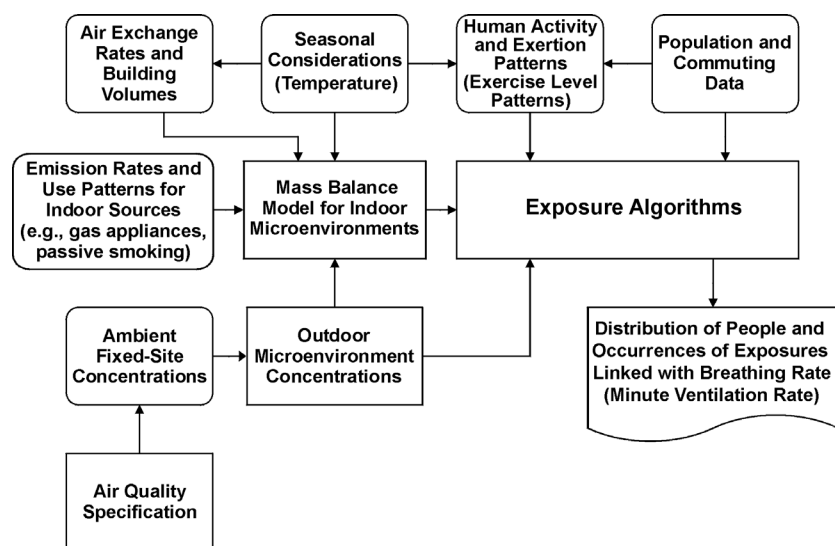 Air Exchange
Rates and
Building
Volumes
Seasonal
Considerations
(Temperature)
Human Activity
and Exertion
Patterns
(Exercise Level
Patterns)
Population and
Commuting
Data
Emission Rates and
Use Patterns for
Indoor Sources
(e.g., gas appliances,
passive smoking)
Mass Balance
Model for Indoor
Microenvironments
Exposure Algorithms
Ambient
Fixed-Site
Concentrations
Outdoor
Microenvironment
Concentrations
Distribution of People and
Occurrences of Exposures
Linked with Breathing Rate
(Minute Ventilation Rate)
Air Quality
Specification